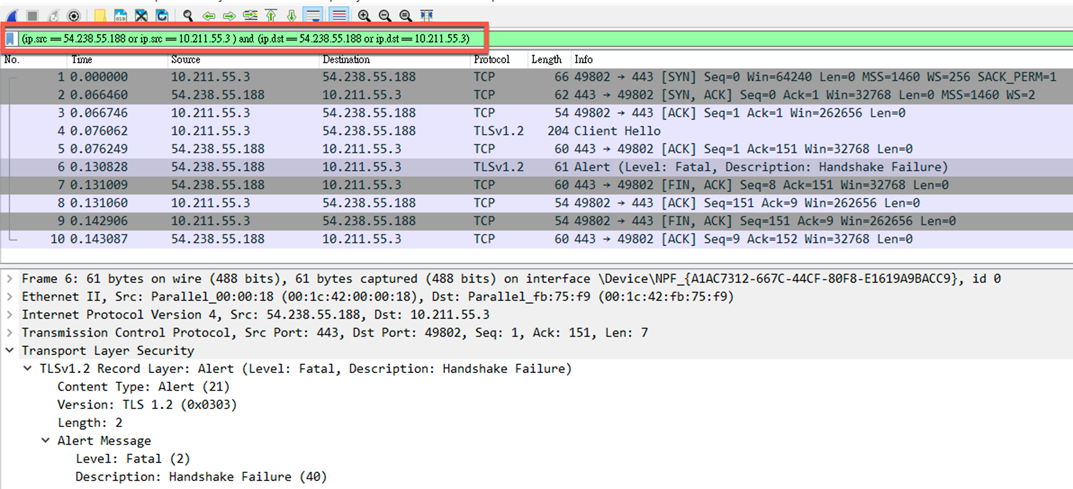 (ip.src == 54.238.55.188 or ip.src == 10.211.55.3 ) and (ip.dst == 54.238.55.188 or ip.dst == 10.211.55.3)
No. Time Source Destination Protocol Length Info
1 0.000000 10.211.55.3 54.238.55.188 TCP 66 49802 → 443 [SYN] Seq=0 Win=64240 Len=0 MSS=1460 WS=256 SACK_PERM=1
2 0.066460 54.238.55.188 10.211.55.3 TCP 62 443 → 49802 [SYN, ACK] Seq=0 Ack=1 Win=32768 Len=0 MSS=1460 WS=2
3 0.066746 10.211.55.3 54.238.55.188 TCP 54 49802 → 443 [ACK] Seq=1 Ack=1 Win=262656 Len=0
4 0.076062 10.211.55.3 54.238.55.188 TLSv1.2 204 Client Hello
5 0.076249 54.238.55.188 10.211.55.3 TCP 60 443 → 49802 [ACK] Seq=1 Ack=151 Win=32768 Len=0
6 0.130828 54.238.55.188 10.211.55.3 TLSv1.2 61 Alert (Level: Fatal, Description: Handshake Failure)
7 0.131009 54.238.55.188 10.211.55.3 TCP 60 443 → 49802 [FIN, ACK] Seq=8 Ack=151 Win=32768 Len=0
8 0.131060 10.211.55.3 54.238.55.188 TCP 54 49802 → 443 [ACK] Seq=151 Ack=9 Win=262656 Len=0
9 0.142906 10.211.55.3 54.238.55.188 TCP 54 49802 → 443 [FIN, ACK] Seq=151 Ack=9 Win=262656 Len=0
10 0.143087 54.238.55.188 10.211.55.3 TCP 60 443 → 49802 [ACK] Seq=9 Ack=152 Win=32768 Len=0
Frame 6: 61 bytes on wire (488 bits), 61 bytes captured (488 bits) on interface \Device\NPF_{A1AC7312-667C-44CF-80F8-E1619A9BACC9}, id 0
Ethernet II, Src: Parallel_00:00:18 (00:1c:42:00:00:18), Dst: Parallel_fb:75:f9 (00:1c:42:fb:75:f9)
Internet Protocol Version 4, Src: 54.238.55.188, Dst: 10.211.55.3
Transmission Control Protocol, Src Port: 443, Dst Port: 49802, Seq: 1, Ack: 151, Len: 7
Transport Layer Security
TLSv1.2 Record Layer: Alert (Level: Fatal, Description: Handshake Failure)
Content Type: Alert (21)
Version: TLS 1.2 (0x0303)
Length: 2
Alert Message
Level: Fatal (2)
Description: Handshake Failure (40)